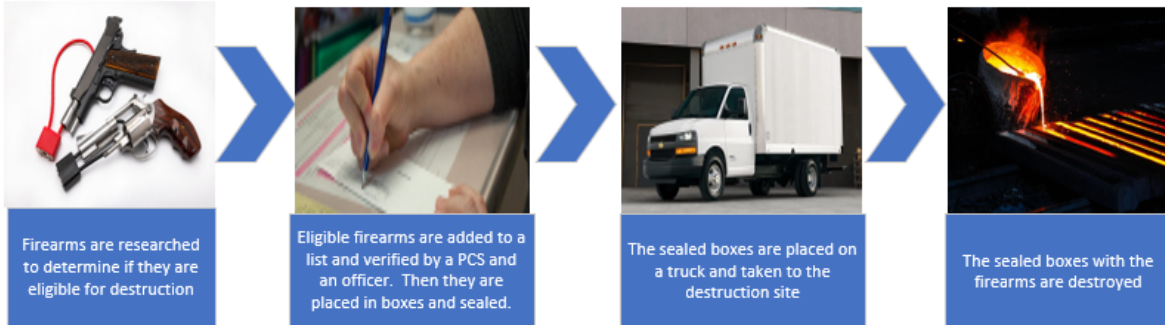 Firearms are researched
to determine if they are
eligible for destruction
Eligible firearms are added to a
list and verified by a PCS and
an officer. Then they are
placed in boxes and sealed.
The sealed boxes are placed on
a truck and taken to the
destruction site
The sealed boxes with the
firearms are destroyed